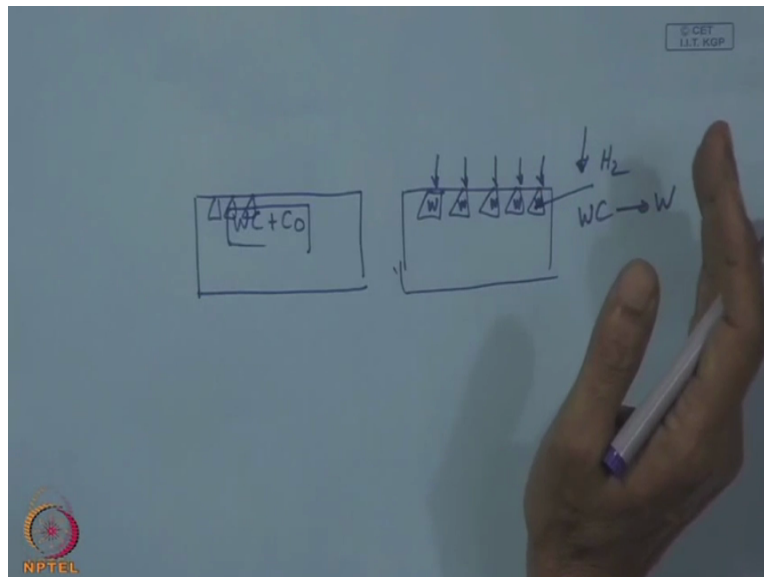 © CET
I.I.T. KGP
WC + CO
W W W W W
H2
WC → W
NPTEL